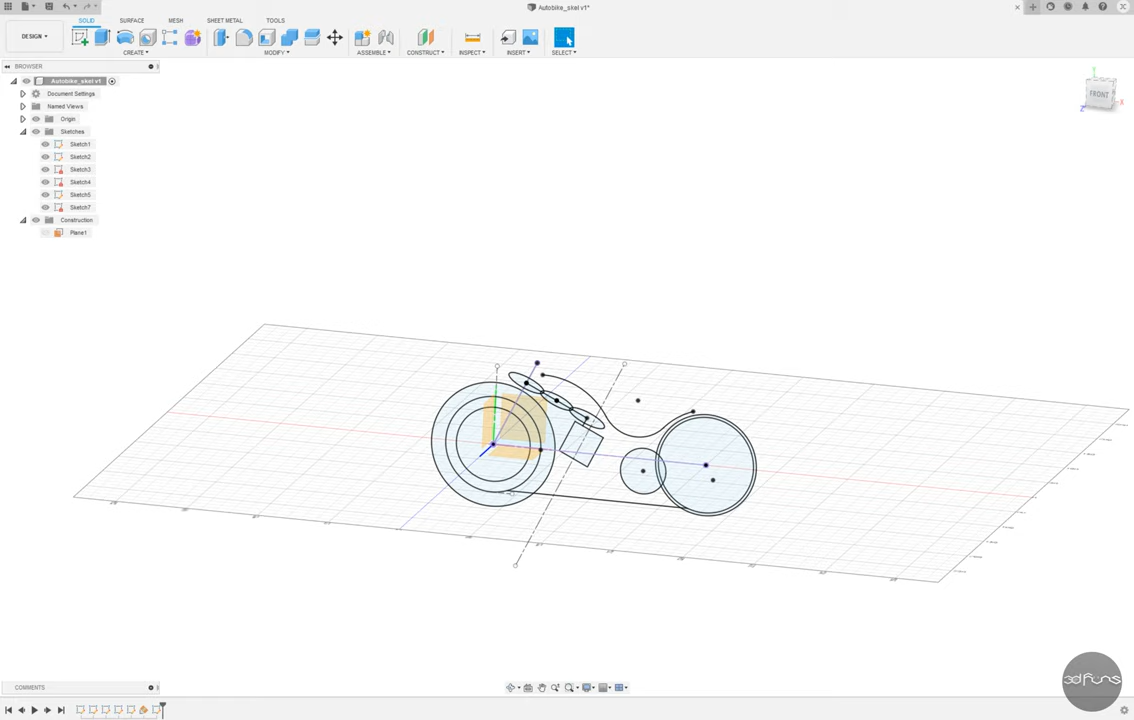 Autobike_skel v1*
SOLID SURFACE MESH SHEET METAL TOOLS
DESIGN
CREATE MODIFY ASSEMBLE CONSTRUCT INSPECT INSERT SELECT
BROWSER
Autobike_skel v1
Document Settings
Named Views
Origin
Sketches
Sketch1
Sketch2
Sketch3
Sketch4
Sketch5
Sketch7
Construction
Plane1
FRONT
X
Z
COMMENTS
3dfuns